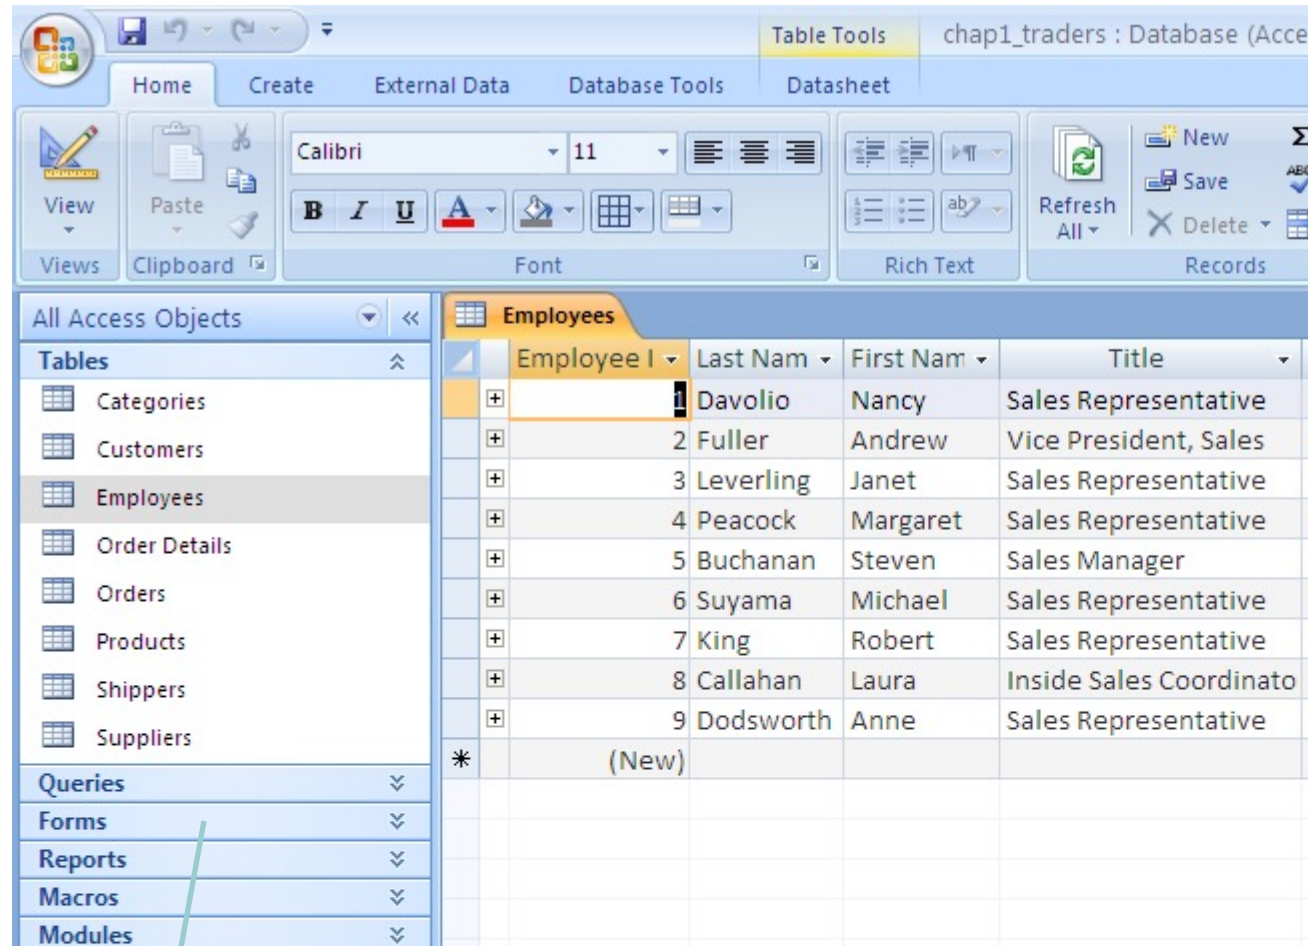 Table Tools chap1_traders : Database (Acce
Home Create External Data Database Tools Datasheet
View Paste Calibri 11 B I U A ab Refresh All New Save Delete Σ ABC
Views Clipboard Font Rich Text Records
All Access Objects « Employees
Tables Employee I Last Nam First Nam Title
Categories 1 Davolio Nancy Sales Representative
Customers 2 Fuller Andrew Vice President, Sales
Employees 3 Leverling Janet Sales Representative
Order Details 4 Peacock Margaret Sales Representative
Orders 5 Buchanan Steven Sales Manager
Products 6 Suyama Michael Sales Representative
Shippers 7 King Robert Sales Representative
Suppliers 8 Callahan Laura Inside Sales Coordinato
9 Dodsworth Anne Sales Representative
(New)
Queries
Forms
Reports
Macros
Modules